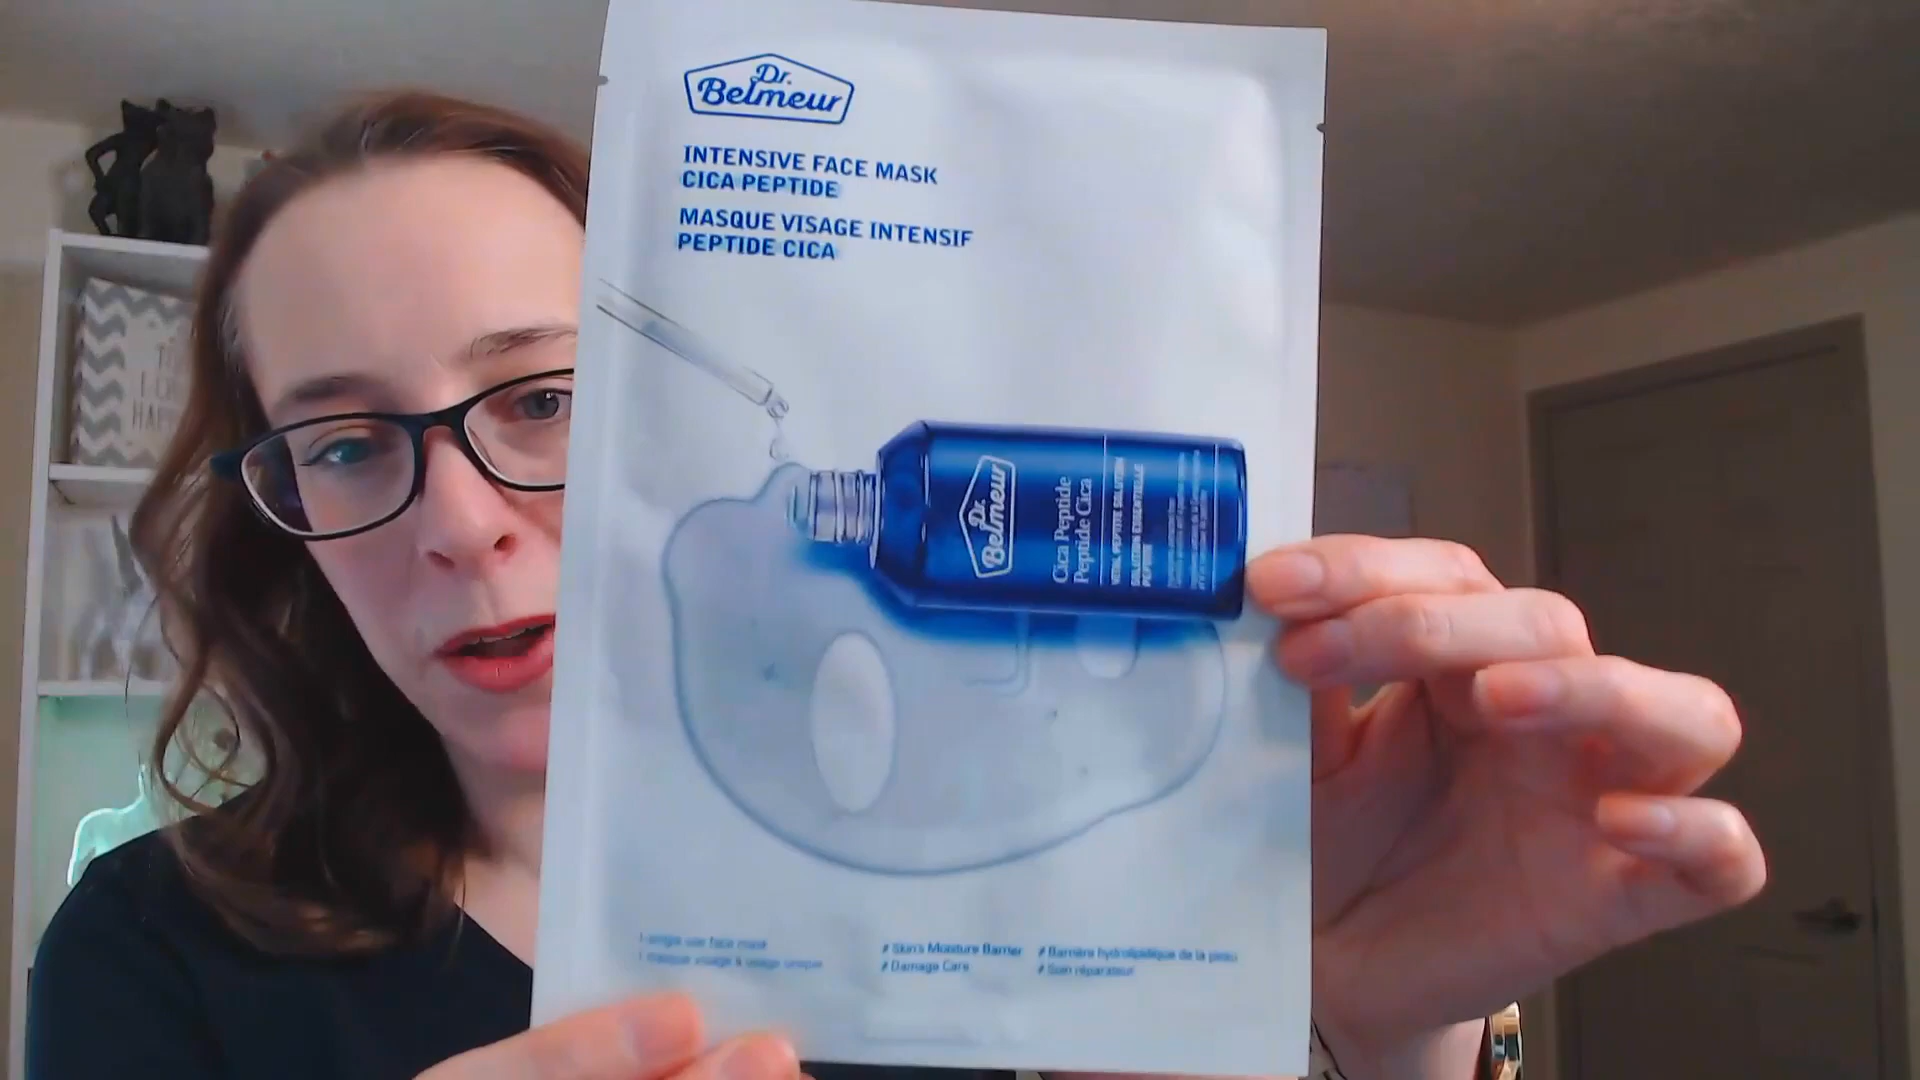 Dr.
Belmeur
INTENSIVE FACE MASK
CICA PEPTIDE
MASQUE VISAGE INTENSIF
PEPTIDE CICA
Dr.
Belmeur
Cica Peptide
Peptide Cica
1 single use face mask
1 masque visage à usage unique
# Skin's Moisture Barrier
# Damage Care
# Barrière hydrolipidique de la peau
# Soin réparateur